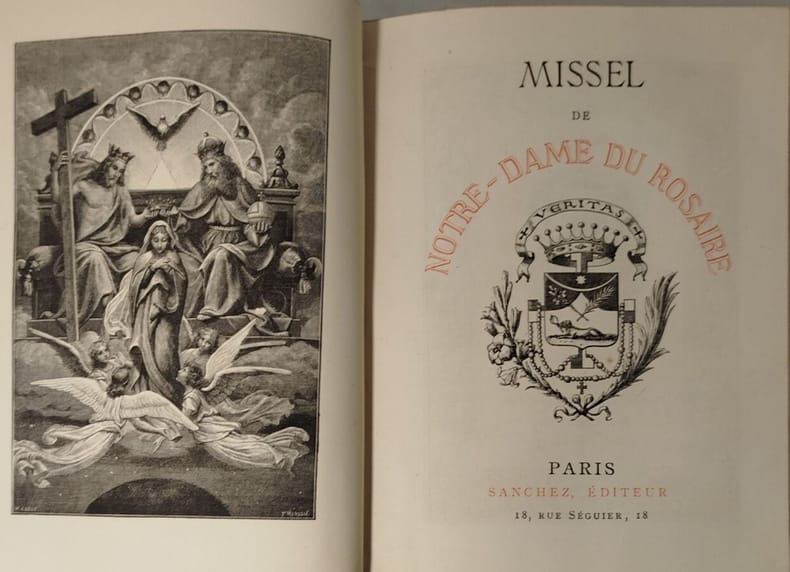 MISSEL
DE
NOTRE-DAME DU ROSAIRE
VERITAS
PARIS
SANCHEZ, ÉDITEUR
18, RUE SÉGUIER, 18